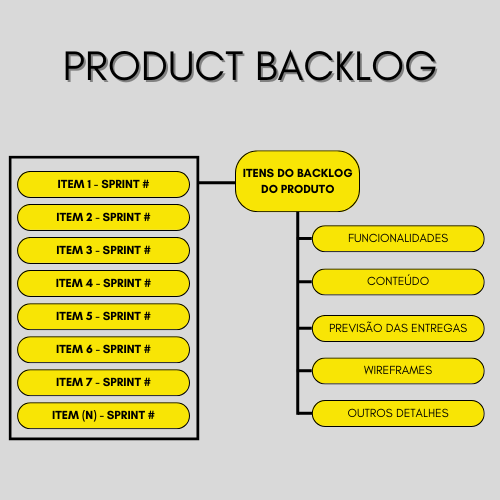 PRODUCT BACKLOG
ITEM 1 - SPRINT #
ITEM 2 - SPRINT #
ITEM 3 - SPRINT #
ITEM 4 - SPRINT #
ITEM 5 - SPRINT #
ITEM 6 - SPRINT #
ITEM 7 - SPRINT #
ITEM (N) - SPRINT #
ITENS DO BACKLOG
DO PRODUTO
FUNCIONALIDADES
CONTEÚDO
PREVISÃO DAS ENTREGAS
WIREFRAMES
OUTROS DETALHES